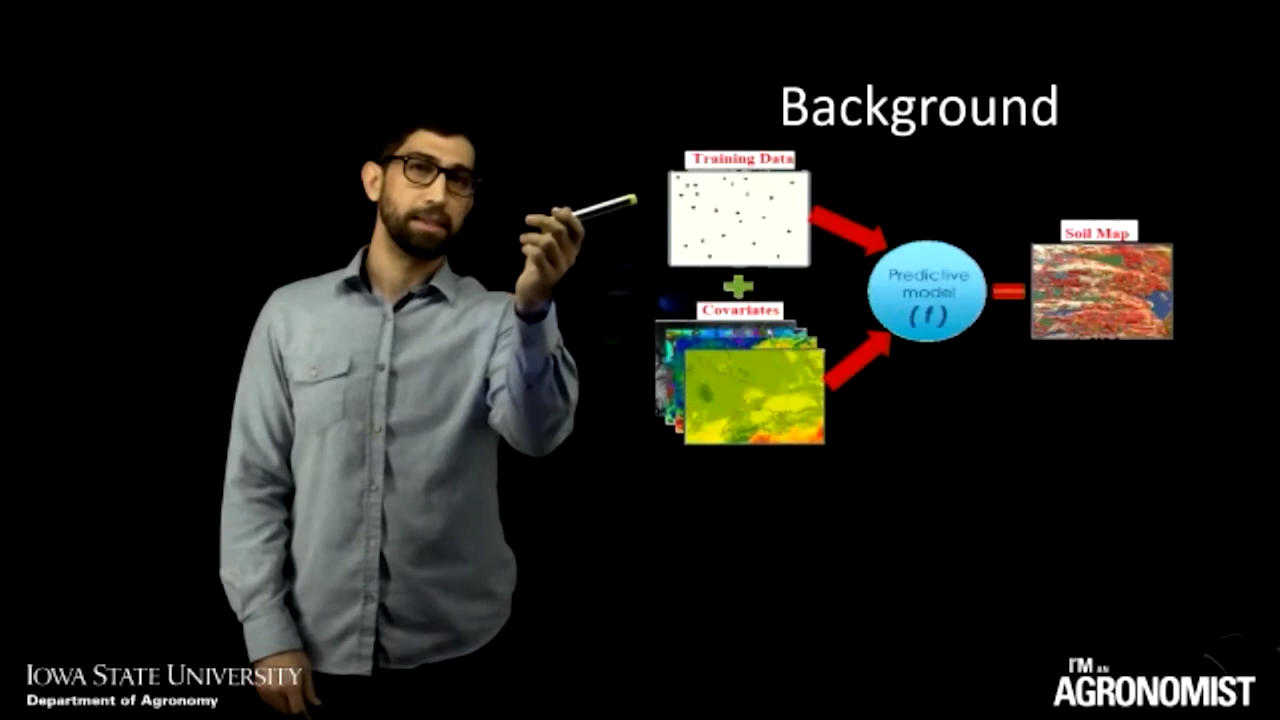 Background
Training Data
Covariates
Predictive
model
(f)
Soil Map
IOWA STATE UNIVERSITY
Department of Agronomy
I'M AN
AGRONOMIST